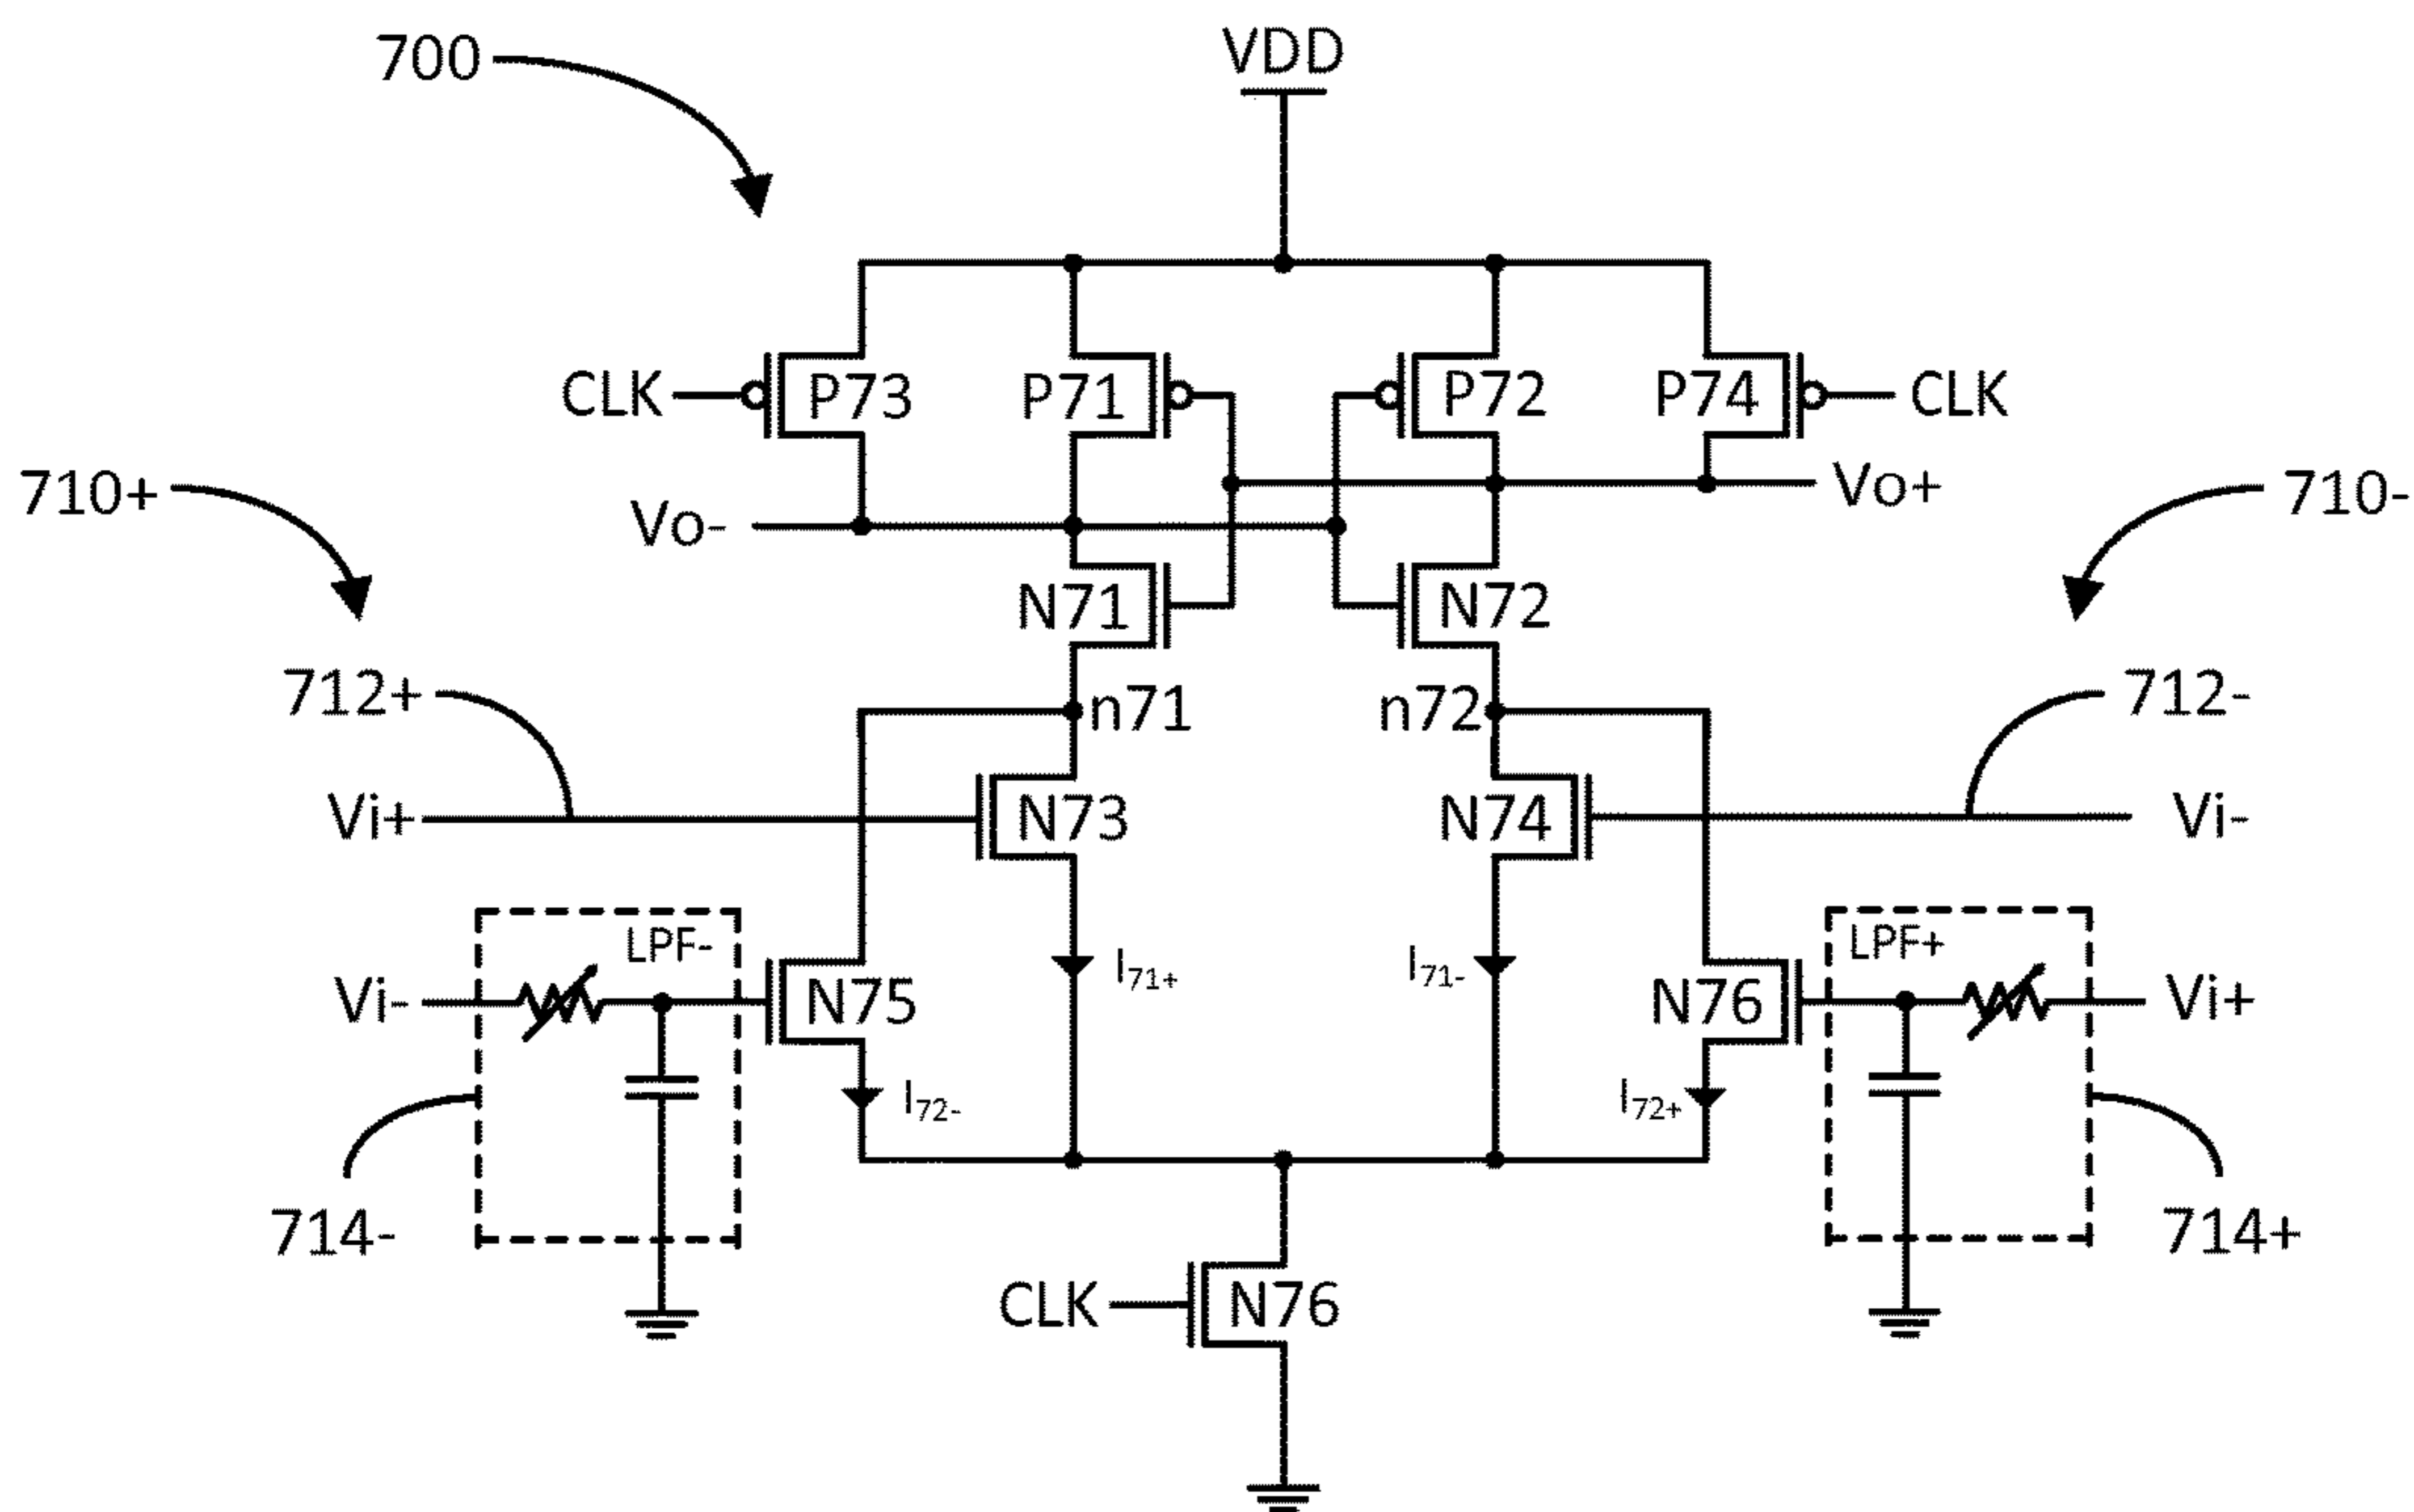 700
VDD
CLK
P73
P71
P72
P74
CLK
710+
Vo-
Vo+
710-
N71
N72
712+
n71
n72
712-
Vi+
N73
N74
Vi-
LPF-
LPF+
Vi-
N75
I71+
I71-
N76
Vi+
I72-
I72+
714-
714+
CLK
N76